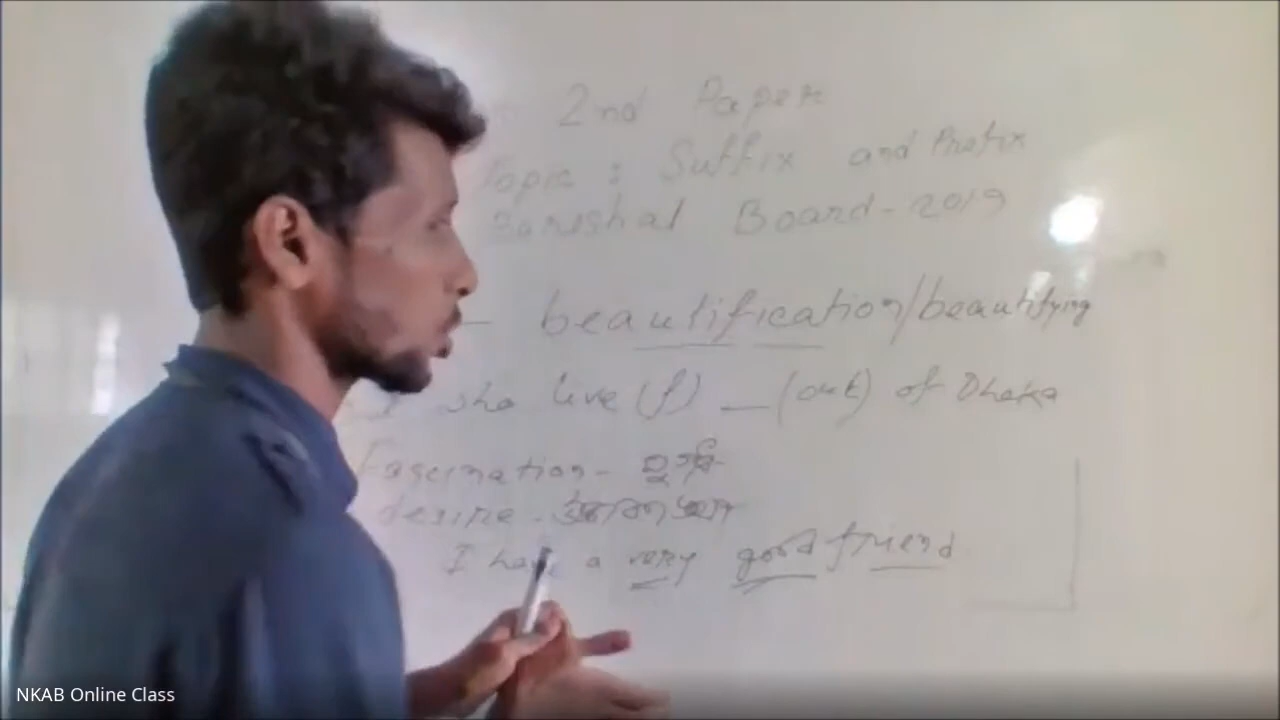 2nd Paper
Topic : Suffix and Prefix
Barishal Board - 2019
— beautification/beautifying
live (f) — (out) of Dhaka
Fascination -
desire - আকাঙ্ক্ষা
I have a very good friend
NKAB Online Class